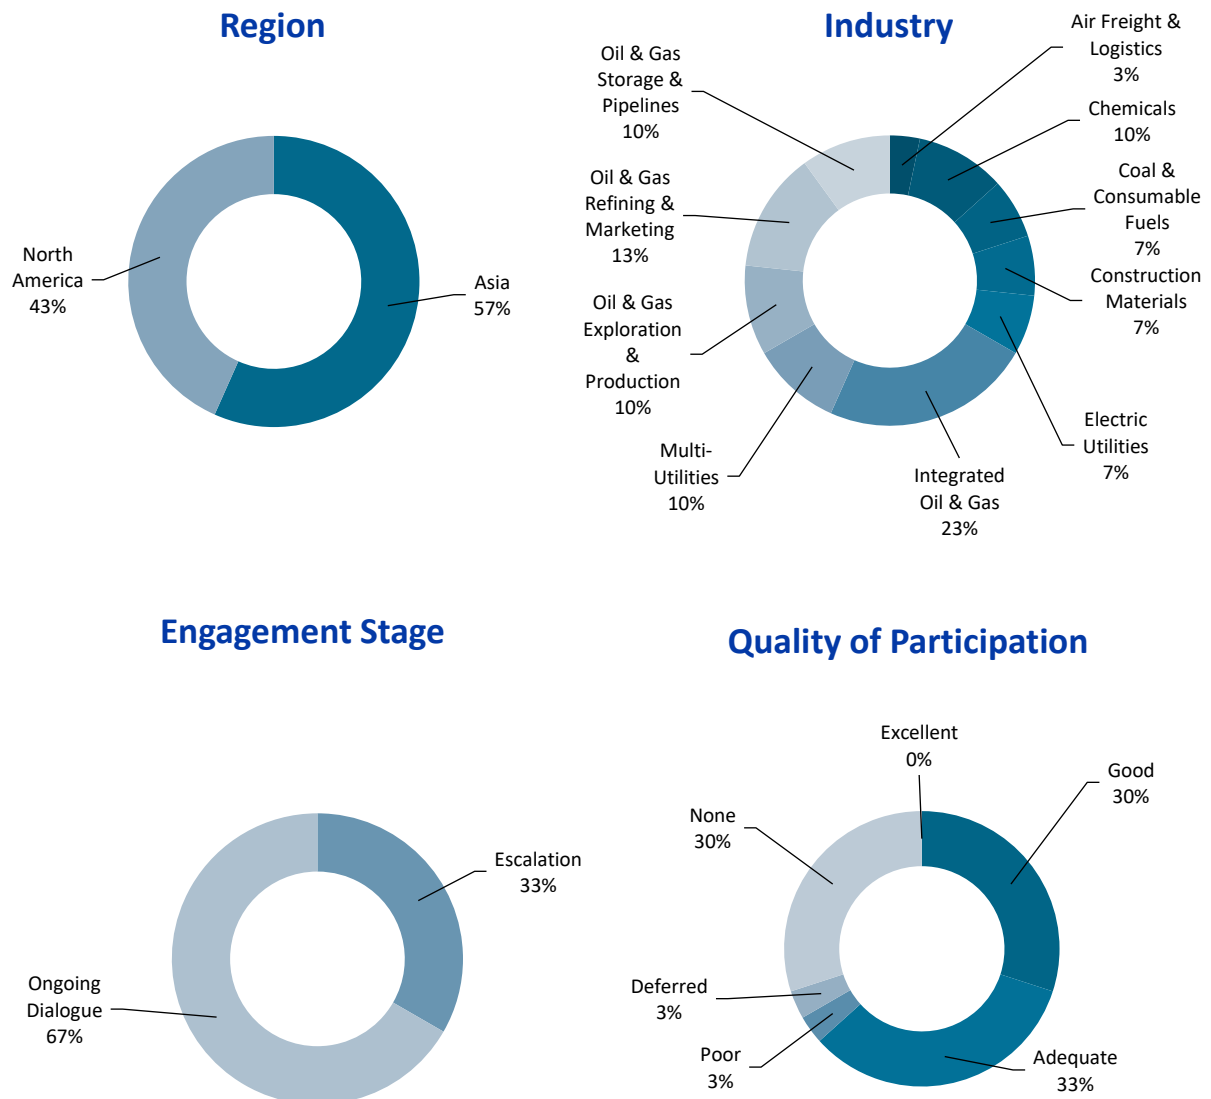 Region
North
America
43%
Asia
57%
Industry
Air Freight &
Logistics
3%
Chemicals
10%
Coal &
Consumable
Fuels
7%
Construction
Materials
7%
Electric
Utilities
7%
Integrated
Oil & Gas
23%
Multi-
Utilities
10%
Oil & Gas
Exploration
&
Production
10%
Oil & Gas
Refining &
Marketing
13%
Oil & Gas
Storage &
Pipelines
10%
Engagement Stage
Escalation
33%
Ongoing
Dialogue
67%
Quality of Participation
Excellent
0%
Good
30%
Adequate
33%
Poor
3%
Deferred
3%
None
30%